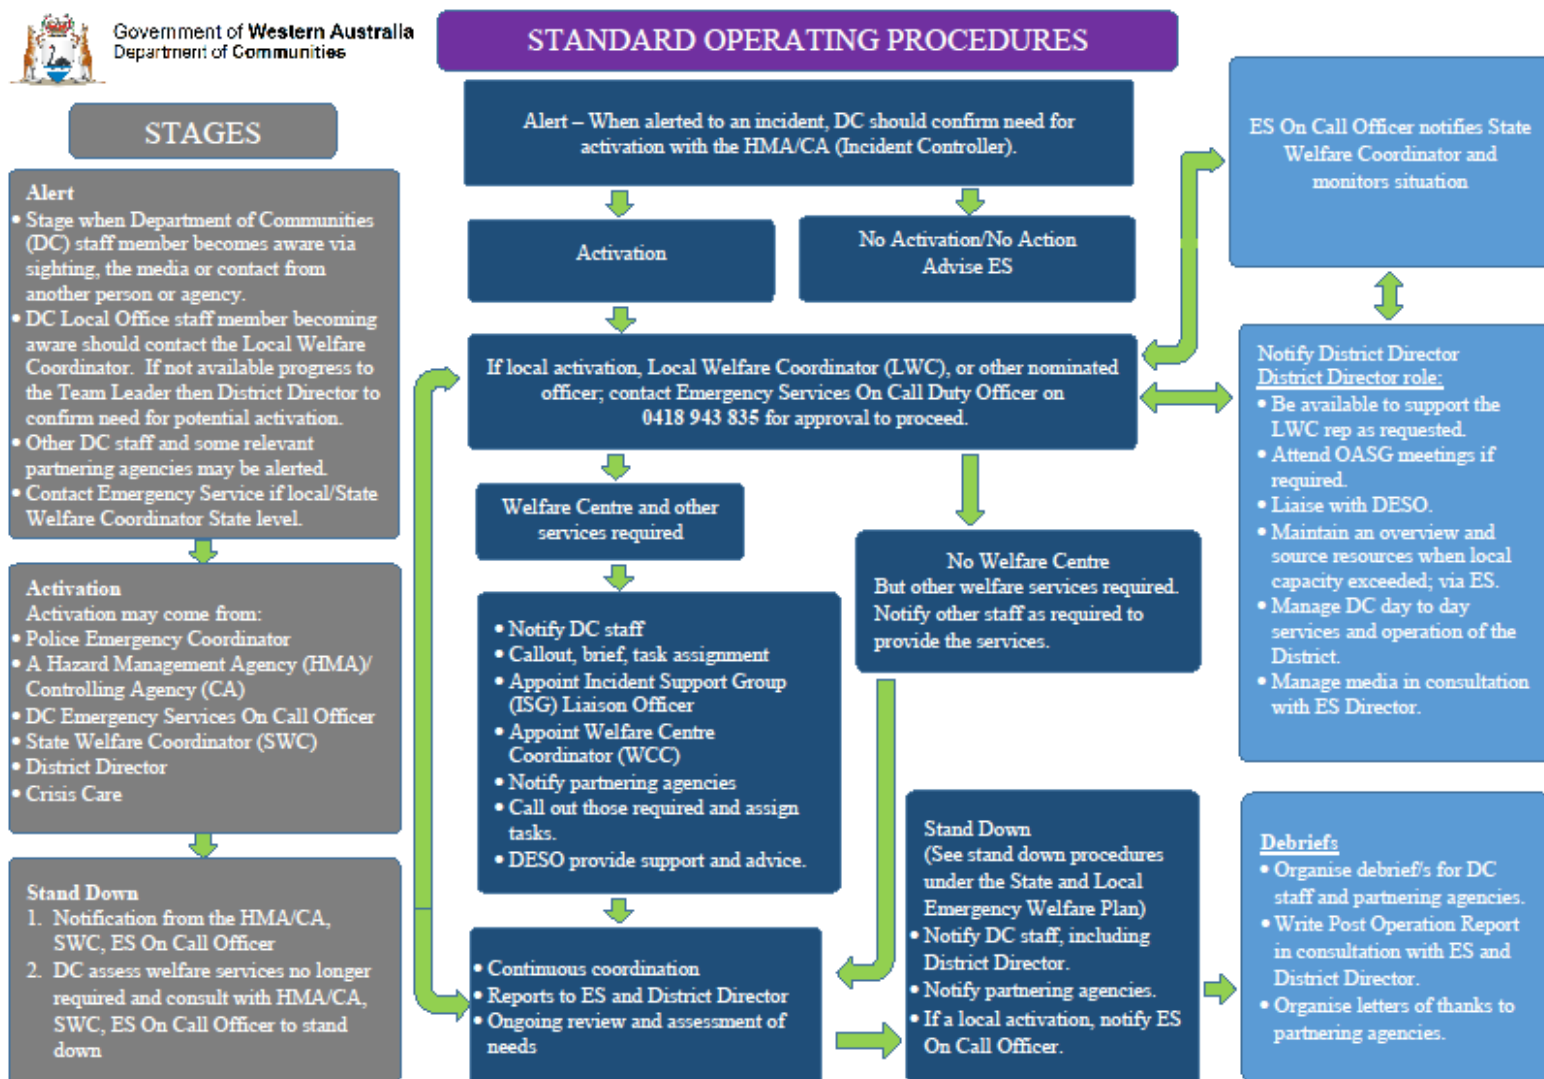 Government of Western Australia
Department of Communities
STANDARD OPERATING PROCEDURES
STAGES
Alert
• Stage when Department of Communities
(DC) staff member becomes aware via
sighting, the media or contact from
another person or agency.
• DC Local Office staff member becoming
aware should contact the Local Welfare
Coordinator. If not available progress to
the Team Leader then District Director to
confirm need for potential activation.
• Other DC staff and some relevant
partnering agencies may be alerted.
• Contact Emergency Service if local/State
Welfare Coordinator State level.
Activation
Activation may come from:
• Police Emergency Coordinator
• A Hazard Management Agency (HMA)/
Controlling Agency (CA)
• DC Emergency Services On Call Officer
• State Welfare Coordinator (SWC)
• District Director
• Crisis Care
Stand Down
1. Notification from the HMA/CA,
SWC, ES On Call Officer
2. DC assess welfare services no longer
required and consult with HMA/CA,
SWC, ES On Call Officer to stand
down
Alert – When alerted to an incident, DC should confirm need for
activation with the HMA/CA (Incident Controller).
Activation
No Activation/No Action
Advise ES
If local activation, Local Welfare Coordinator (LWC), or other nominated
officer; contact Emergency Services On Call Duty Officer on
0418 943 835 for approval to proceed.
Welfare Centre and other
services required
No Welfare Centre
But other welfare services required.
Notify other staff as required to
provide the services.
• Notify DC staff
• Callout, brief, task assignment
• Appoint Incident Support Group
(ISG) Liaison Officer
• Appoint Welfare Centre
Coordinator (WCC)
• Notify partnering agencies
• Call out those required and assign
tasks.
• DESO provide support and advice.
• Continuous coordination
• Reports to ES and District Director
• Ongoing review and assessment of
needs
Stand Down
(See stand down procedures
under the State and Local
Emergency Welfare Plan)
• Notify DC staff, including
District Director.
• Notify partnering agencies.
• If a local activation, notify ES
On Call Officer.
ES On Call Officer notifies State
Welfare Coordinator and
monitors situation
Notify District Director
District Director role:
• Be available to support the
LWC rep as requested.
• Attend OASG meetings if
required.
• Liaise with DESO.
• Maintain an overview and
source resources when local
capacity exceeded; via ES.
• Manage DC day to day
services and operation of the
District.
• Manage media in consultation
with ES Director.
Debriefs
• Organise debrief/s for DC
staff and partnering agencies.
• Write Post Operation Report
in consultation with ES and
District Director.
• Organise letters of thanks to
partnering agencies.